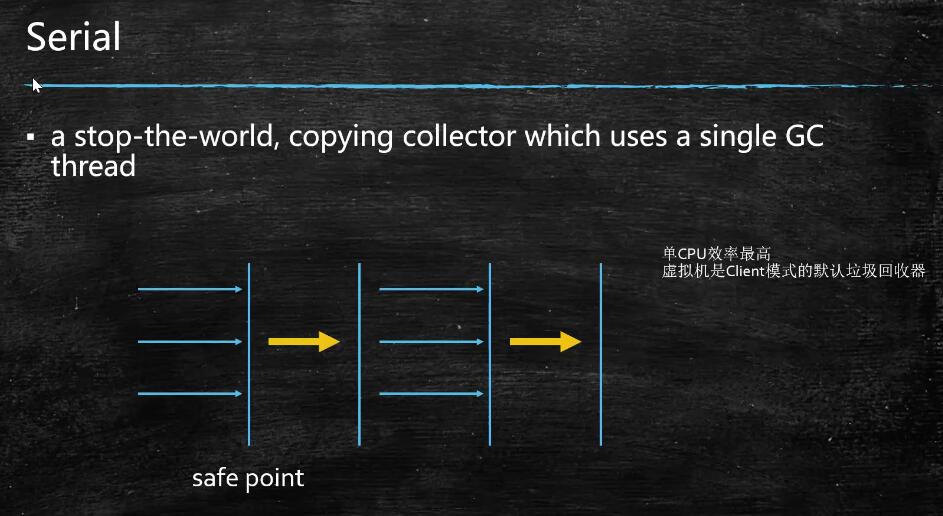 Serial
▪ a stop-the-world, copying collector which uses a single GC
thread
单CPU效率最高
虚拟机是Client模式的默认垃圾回收器
safe point